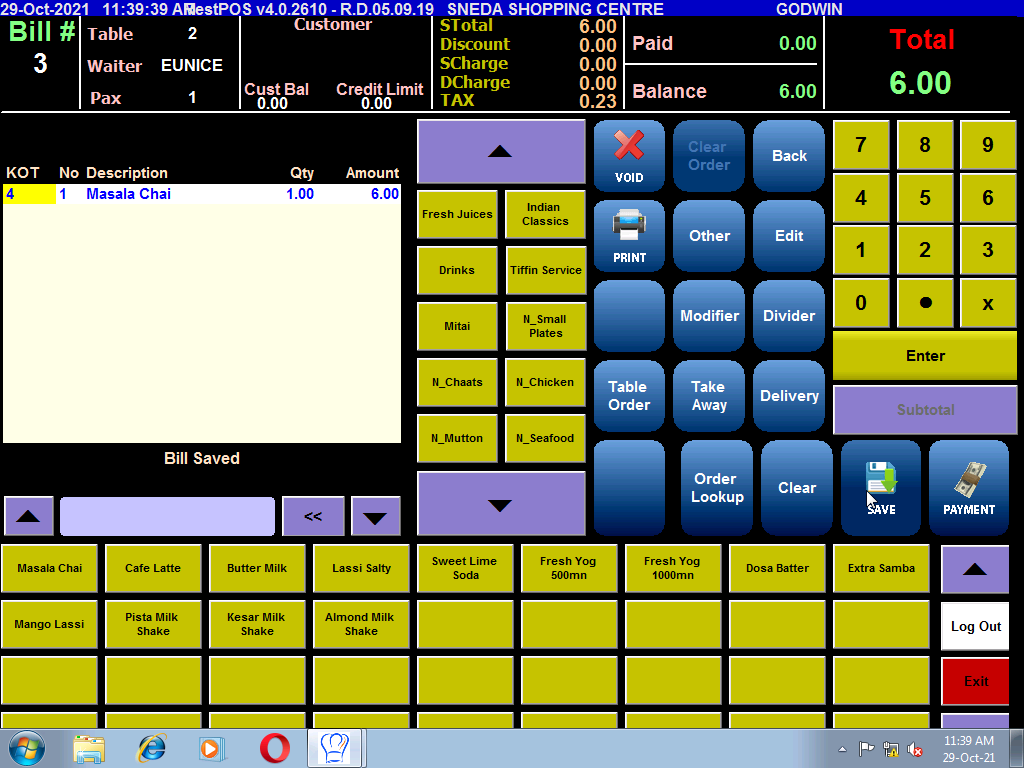 29-Oct-2021 11:39:39 AM RestPOS v4.0.2610 - R.D.05.09.19 SNEDA SHOPPING CENTRE GODWIN
Bill #
3
Table 2
Waiter EUNICE
Pax 1
Customer
Cust Bal Credit Limit
0.00 0.00
STotal 6.00
Discount 0.00
SCharge 0.00
DCharge 0.00
TAX 0.23
Paid 0.00
Balance 6.00
Total
6.00
KOT No Description Qty Amount
4 1 Masala Chai 1.00 6.00
Bill Saved
<<
Fresh Juices
Indian
Classics
Drinks
Tiffin Service
Mitai
N_Small
Plates
N_Chaats
N_Chicken
N_Mutton
N_Seafood
VOID
Clear
Order
Back
PRINT
Other
Edit
Modifier
Divider
Table
Order
Take
Away
Delivery
Order
Lookup
Clear
SAVE
PAYMENT
7 8 9
4 5 6
1 2 3
0 ● x
Enter
Subtotal
Masala Chai
Cafe Latte
Butter Milk
Lassi Salty
Sweet Lime
Soda
Fresh Yog
500mn
Fresh Yog
1000mn
Dosa Batter
Extra Samba
Mango Lassi
Pista Milk
Shake
Kesar Milk
Shake
Almond Milk
Shake
Log Out
Exit
11:39 AM
29-Oct-21